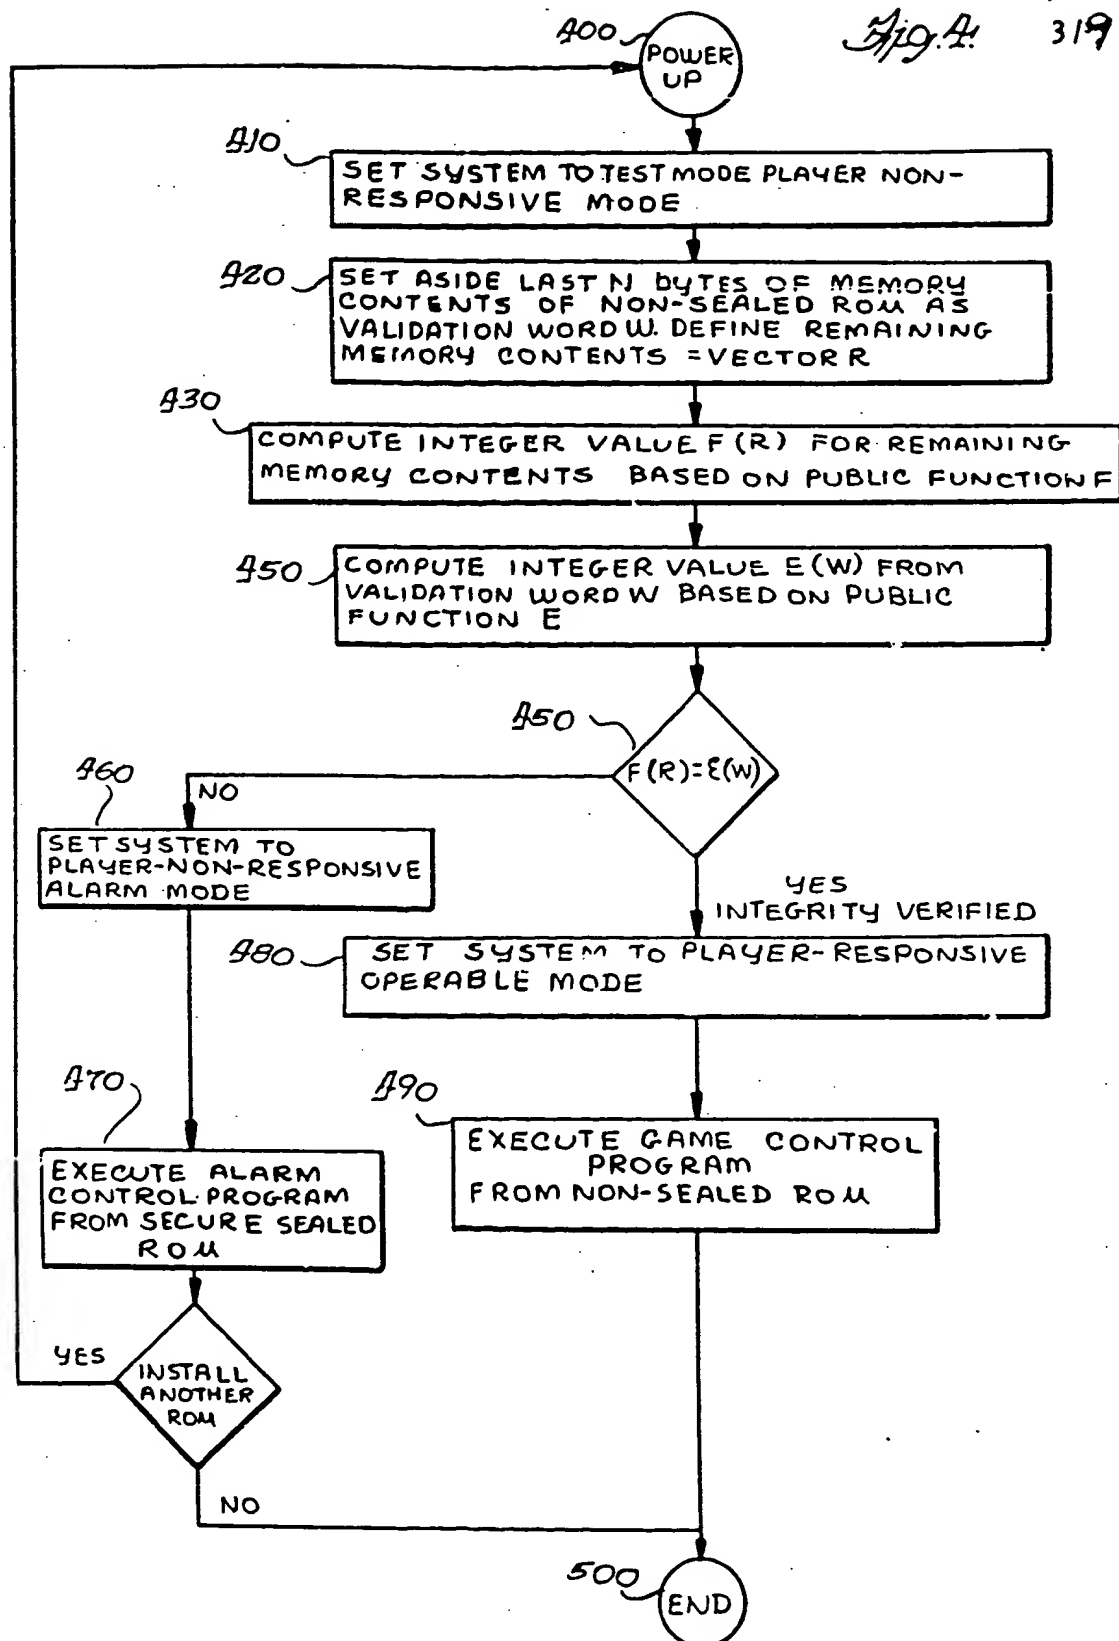 Fig. 4. 3/9
400
POWER
UP
410
SET SYSTEM TO TEST MODE PLAYER NON-
RESPONSIVE MODE
420
SET ASIDE LAST N BYTES OF MEMORY
CONTENTS OF NON-SEALED ROM AS
VALIDATION WORD W. DEFINE REMAINING
MEMORY CONTENTS = VECTOR R
430
COMPUTE INTEGER VALUE F(R) FOR REMAINING
MEMORY CONTENTS BASED ON PUBLIC FUNCTION F
450
COMPUTE INTEGER VALUE E(W) FROM
VALIDATION WORD W BASED ON PUBLIC
FUNCTION E
450
F(R)=E(W)
460
NO
SET SYSTEM TO
PLAYER-NON-RESPONSIVE
ALARM MODE
YES
INTEGRITY VERIFIED
480
SET SYSTEM TO PLAYER-RESPONSIVE
OPERABLE MODE
470
EXECUTE ALARM
CONTROL PROGRAM
FROM SECURE SEALED
ROM
490
EXECUTE GAME CONTROL
PROGRAM
FROM NON-SEALED ROM
YES
INSTALL
ANOTHER
ROM
NO
500
END